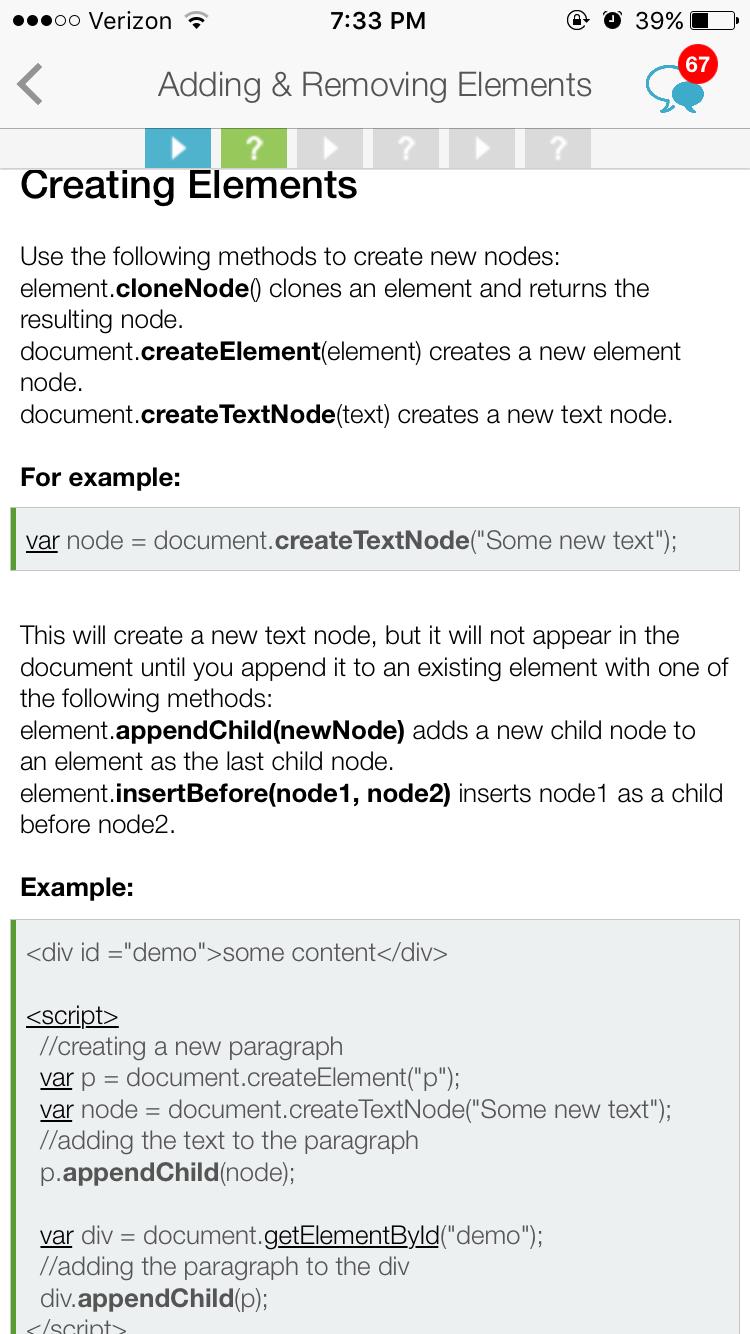 Verizon 7:33 PM 39%
Adding & Removing Elements 67
? ? ?
Creating Elements
Use the following methods to create new nodes:
element.cloneNode() clones an element and returns the
resulting node.
document.createElement(element) creates a new element
node.
document.createTextNode(text) creates a new text node.
For example:
var node = document.createTextNode("Some new text");
This will create a new text node, but it will not appear in the
document until you append it to an existing element with one of
the following methods:
element.appendChild(newNode) adds a new child node to
an element as the last child node.
element.insertBefore(node1, node2) inserts node1 as a child
before node2.
Example:
<div id ="demo">some content</div>
<script>
//creating a new paragraph
var p = document.createElement("p");
var node = document.createTextNode("Some new text");
//adding the text to the paragraph
p.appendChild(node);
var div = document.getElementById("demo");
//adding the paragraph to the div
div.appendChild(p);
</script>